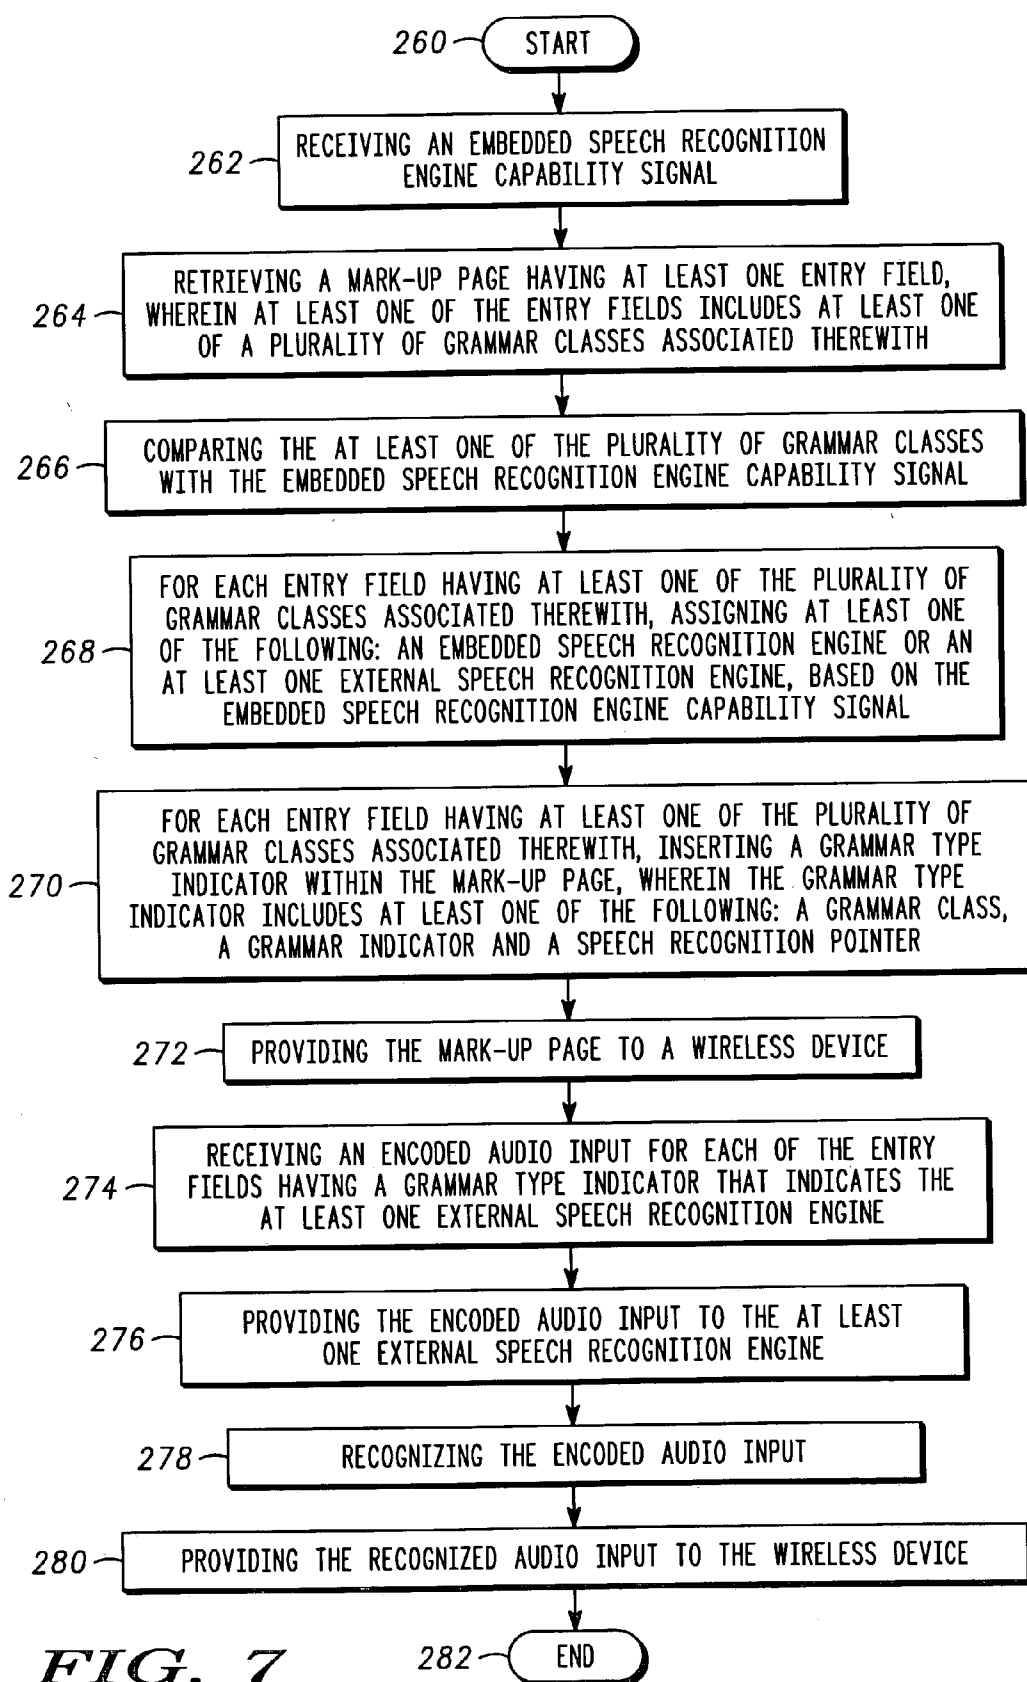 260
START
262
RECEIVING AN EMBEDDED SPEECH RECOGNITION
ENGINE CAPABILITY SIGNAL
264
RETRIEVING A MARK-UP PAGE HAVING AT LEAST ONE ENTRY FIELD,
WHEREIN AT LEAST ONE OF THE ENTRY FIELDS INCLUDES AT LEAST ONE
OF A PLURALITY OF GRAMMAR CLASSES ASSOCIATED THEREWITH
266
COMPARING THE AT LEAST ONE OF THE PLURALITY OF GRAMMAR CLASSES
WITH THE EMBEDDED SPEECH RECOGNITION ENGINE CAPABILITY SIGNAL
268
FOR EACH ENTRY FIELD HAVING AT LEAST ONE OF THE PLURALITY OF
GRAMMAR CLASSES ASSOCIATED THEREWITH, ASSIGNING AT LEAST ONE
OF THE FOLLOWING: AN EMBEDDED SPEECH RECOGNITION ENGINE OR AN
AT LEAST ONE EXTERNAL SPEECH RECOGNITION ENGINE, BASED ON THE
EMBEDDED SPEECH RECOGNITION ENGINE CAPABILITY SIGNAL
270
FOR EACH ENTRY FIELD HAVING AT LEAST ONE OF THE PLURALITY OF
GRAMMAR CLASSES ASSOCIATED THEREWITH, INSERTING A GRAMMAR TYPE
INDICATOR WITHIN THE MARK-UP PAGE, WHEREIN THE GRAMMAR TYPE
INDICATOR INCLUDES AT LEAST ONE OF THE FOLLOWING: A GRAMMAR CLASS,
A GRAMMAR INDICATOR AND A SPEECH RECOGNITION POINTER
272
PROVIDING THE MARK-UP PAGE TO A WIRELESS DEVICE
274
RECEIVING AN ENCODED AUDIO INPUT FOR EACH OF THE ENTRY
FIELDS HAVING A GRAMMAR TYPE INDICATOR THAT INDICATES THE
AT LEAST ONE EXTERNAL SPEECH RECOGNITION ENGINE
276
PROVIDING THE ENCODED AUDIO INPUT TO THE AT LEAST
ONE EXTERNAL SPEECH RECOGNITION ENGINE
278
RECOGNIZING THE ENCODED AUDIO INPUT
280
PROVIDING THE RECOGNIZED AUDIO INPUT TO THE WIRELESS DEVICE
282
END
FIG. 7